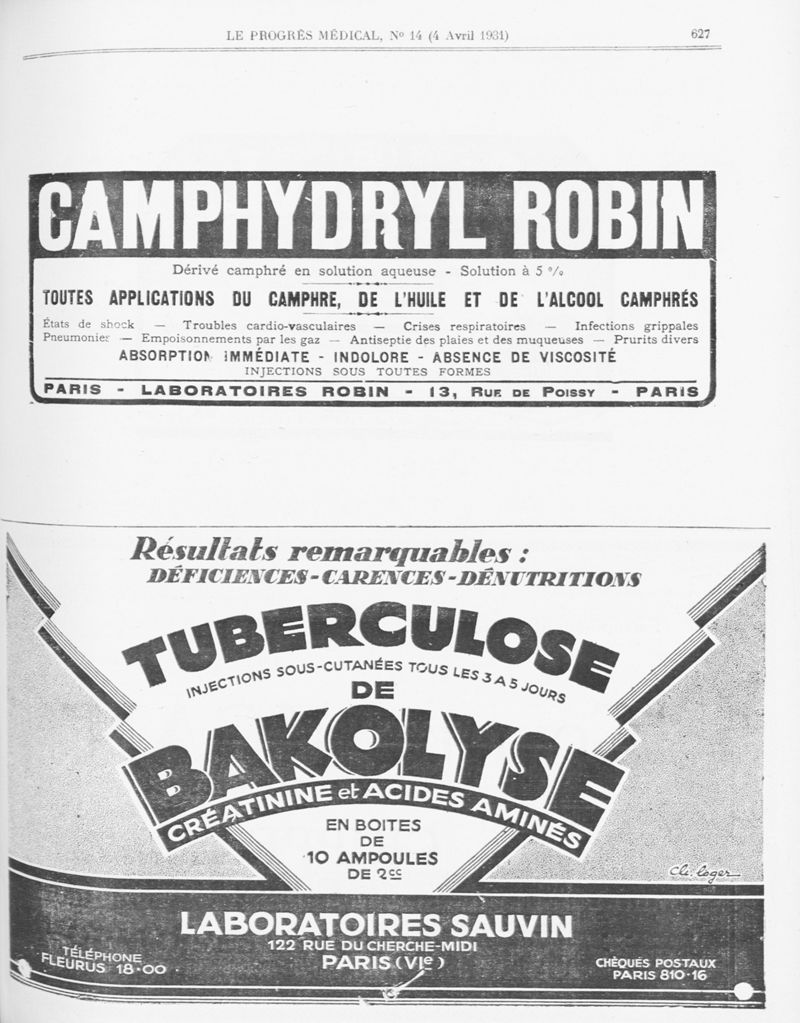 LE PROGRÈS MÉDICAL, Nº 14 (4 Avril 1931)
627
CAMPHYDRYL ROBIN
Dérivé camphré en solution aqueuse - Solution à 5 %
TOUTES APPLICATIONS DU CAMPHRE, DE L'HUILE ET DE L'ALCOOL CAMPHRÉS
États de shock — Troubles cardio-vasculaires — Crises respiratoires — Infections grippales
Pneumonies — Empoisonnements par les gaz — Antiseptie des plaies et des muqueuses — Prurits divers
ABSORPTION IMMÉDIATE - INDOLORE - ABSENCE DE VISCOSITÉ
INJECTIONS SOUS TOUTES FORMES
PARIS - LABORATOIRES ROBIN - 13, RUE DE POISSY - PARIS
Résultats remarquables :
DÉFICIENCES-CARENCES-DÉNUTRITIONS
TUBERCULOSE
INJECTIONS SOUS-CUTANÉES TOUS LES 3 A 5 JOURS
DE
BAKOLYSE
CRÉATININE et ACIDES AMINÉS
EN BOITES
DE
10 AMPOULES
DE 2cc
Ch. Loger
LABORATOIRES SAUVIN
122 RUE DU CHERCHE-MIDI
PARIS (VIe)
TÉLÉPHONE
FLEURUS 18-00
CHÈQUES POSTAUX
PARIS 810-16